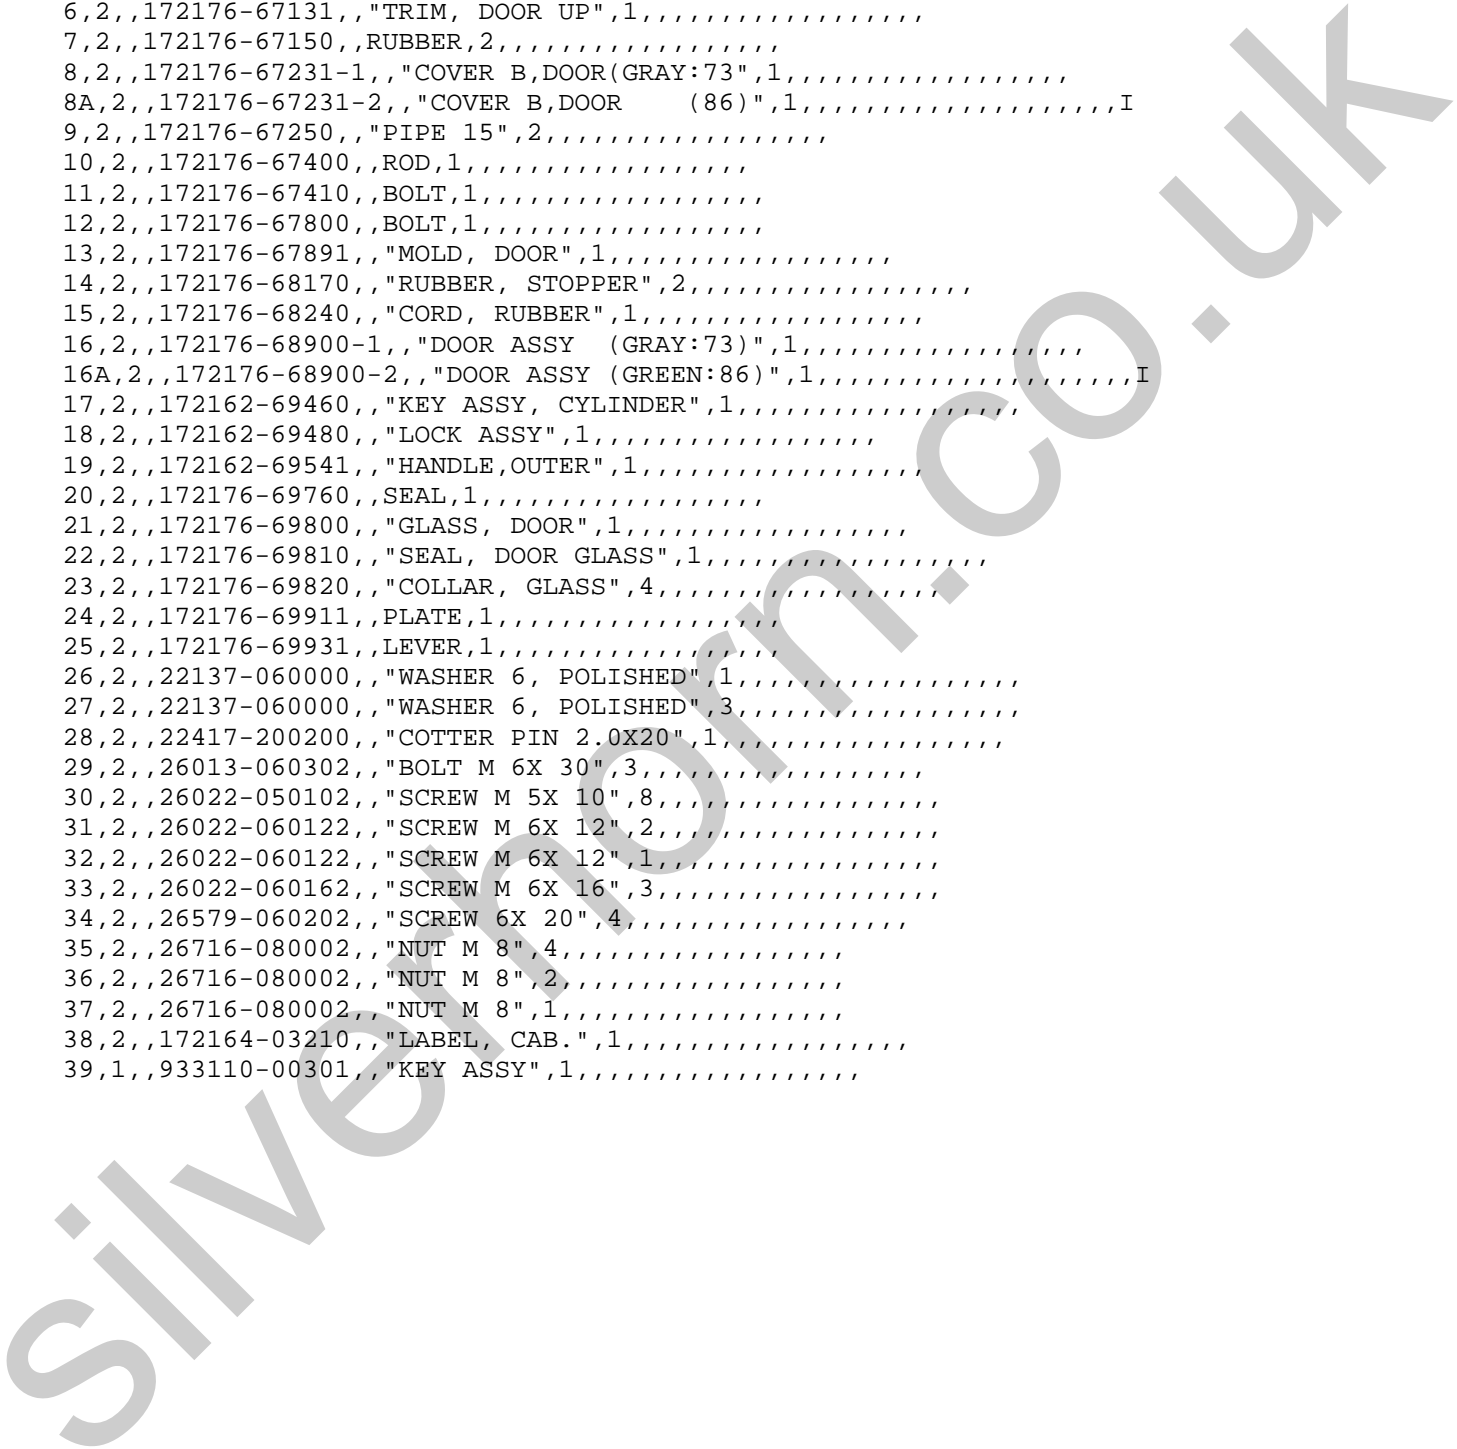 6,2,,172176-67131,,"TRIM, DOOR UP",1,,,,,,,,,,,,,,,,,,
7,2,,172176-67150,,RUBBER,2,,,,,,,,,,,,,,,,,,
8,2,,172176-67231-1,,"COVER B,DOOR(GRAY:73",1,,,,,,,,,,,,,,,,,,
8A,2,,172176-67231-2,,"COVER B,DOOR    (86)",1,,,,,,,,,,,,,,,,,,,,I
9,2,,172176-67250,,"PIPE 15",2,,,,,,,,,,,,,,,,,,
10,2,,172176-67400,,ROD,1,,,,,,,,,,,,,,,,,,
11,2,,172176-67410,,BOLT,1,,,,,,,,,,,,,,,,,,
12,2,,172176-67800,,BOLT,1,,,,,,,,,,,,,,,,,,
13,2,,172176-67891,,"MOLD, DOOR",1,,,,,,,,,,,,,,,,,,
14,2,,172176-68170,,"RUBBER, STOPPER",2,,,,,,,,,,,,,,,,,,
15,2,,172176-68240,,"CORD, RUBBER",1,,,,,,,,,,,,,,,,,,
16,2,,172176-68900-1,,"DOOR ASSY  (GRAY:73)",1,,,,,,,,,,,,,,,,,,
16A,2,,172176-68900-2,,"DOOR ASSY (GREEN:86)",1,,,,,,,,,,,,,,,,,,,,I
17,2,,172162-69460,,"KEY ASSY, CYLINDER",1,,,,,,,,,,,,,,,,,,
18,2,,172162-69480,,"LOCK ASSY",1,,,,,,,,,,,,,,,,,,
19,2,,172162-69541,,"HANDLE,OUTER",1,,,,,,,,,,,,,,,,,,
20,2,,172176-69760,,SEAL,1,,,,,,,,,,,,,,,,,,
21,2,,172176-69800,,"GLASS, DOOR",1,,,,,,,,,,,,,,,,,,
22,2,,172176-69810,,"SEAL, DOOR GLASS",1,,,,,,,,,,,,,,,,,,
23,2,,172176-69820,,"COLLAR, GLASS",4,,,,,,,,,,,,,,,,,,
24,2,,172176-69911,,PLATE,1,,,,,,,,,,,,,,,,,,
25,2,,172176-69931,,LEVER,1,,,,,,,,,,,,,,,,,,
26,2,,22137-060000,,"WASHER 6, POLISHED",1,,,,,,,,,,,,,,,,,,
27,2,,22137-060000,,"WASHER 6, POLISHED",3,,,,,,,,,,,,,,,,,,
28,2,,22417-200200,,"COTTER PIN 2.0X20",1,,,,,,,,,,,,,,,,,,
29,2,,26013-060302,,"BOLT M 6X 30",3,,,,,,,,,,,,,,,,,,
30,2,,26022-050102,,"SCREW M 5X 10",8,,,,,,,,,,,,,,,,,,
31,2,,26022-060122,,"SCREW M 6X 12",2,,,,,,,,,,,,,,,,,,
32,2,,26022-060122,,"SCREW M 6X 12",1,,,,,,,,,,,,,,,,,,
33,2,,26022-060162,,"SCREW M 6X 16",3,,,,,,,,,,,,,,,,,,
34,2,,26579-060202,,"SCREW 6X 20",4,,,,,,,,,,,,,,,,,,
35,2,,26716-080002,,"NUT M 8",4,,,,,,,,,,,,,,,,,,
36,2,,26716-080002,,"NUT M 8",2,,,,,,,,,,,,,,,,,,
37,2,,26716-080002,,"NUT M 8",1,,,,,,,,,,,,,,,,,,
38,2,,172164-03210,,"LABEL, CAB.",1,,,,,,,,,,,,,,,,,,
39,1,,933110-00301,,"KEY ASSY",1,,,,,,,,,,,,,,,,,,
silverhorn.co.uk